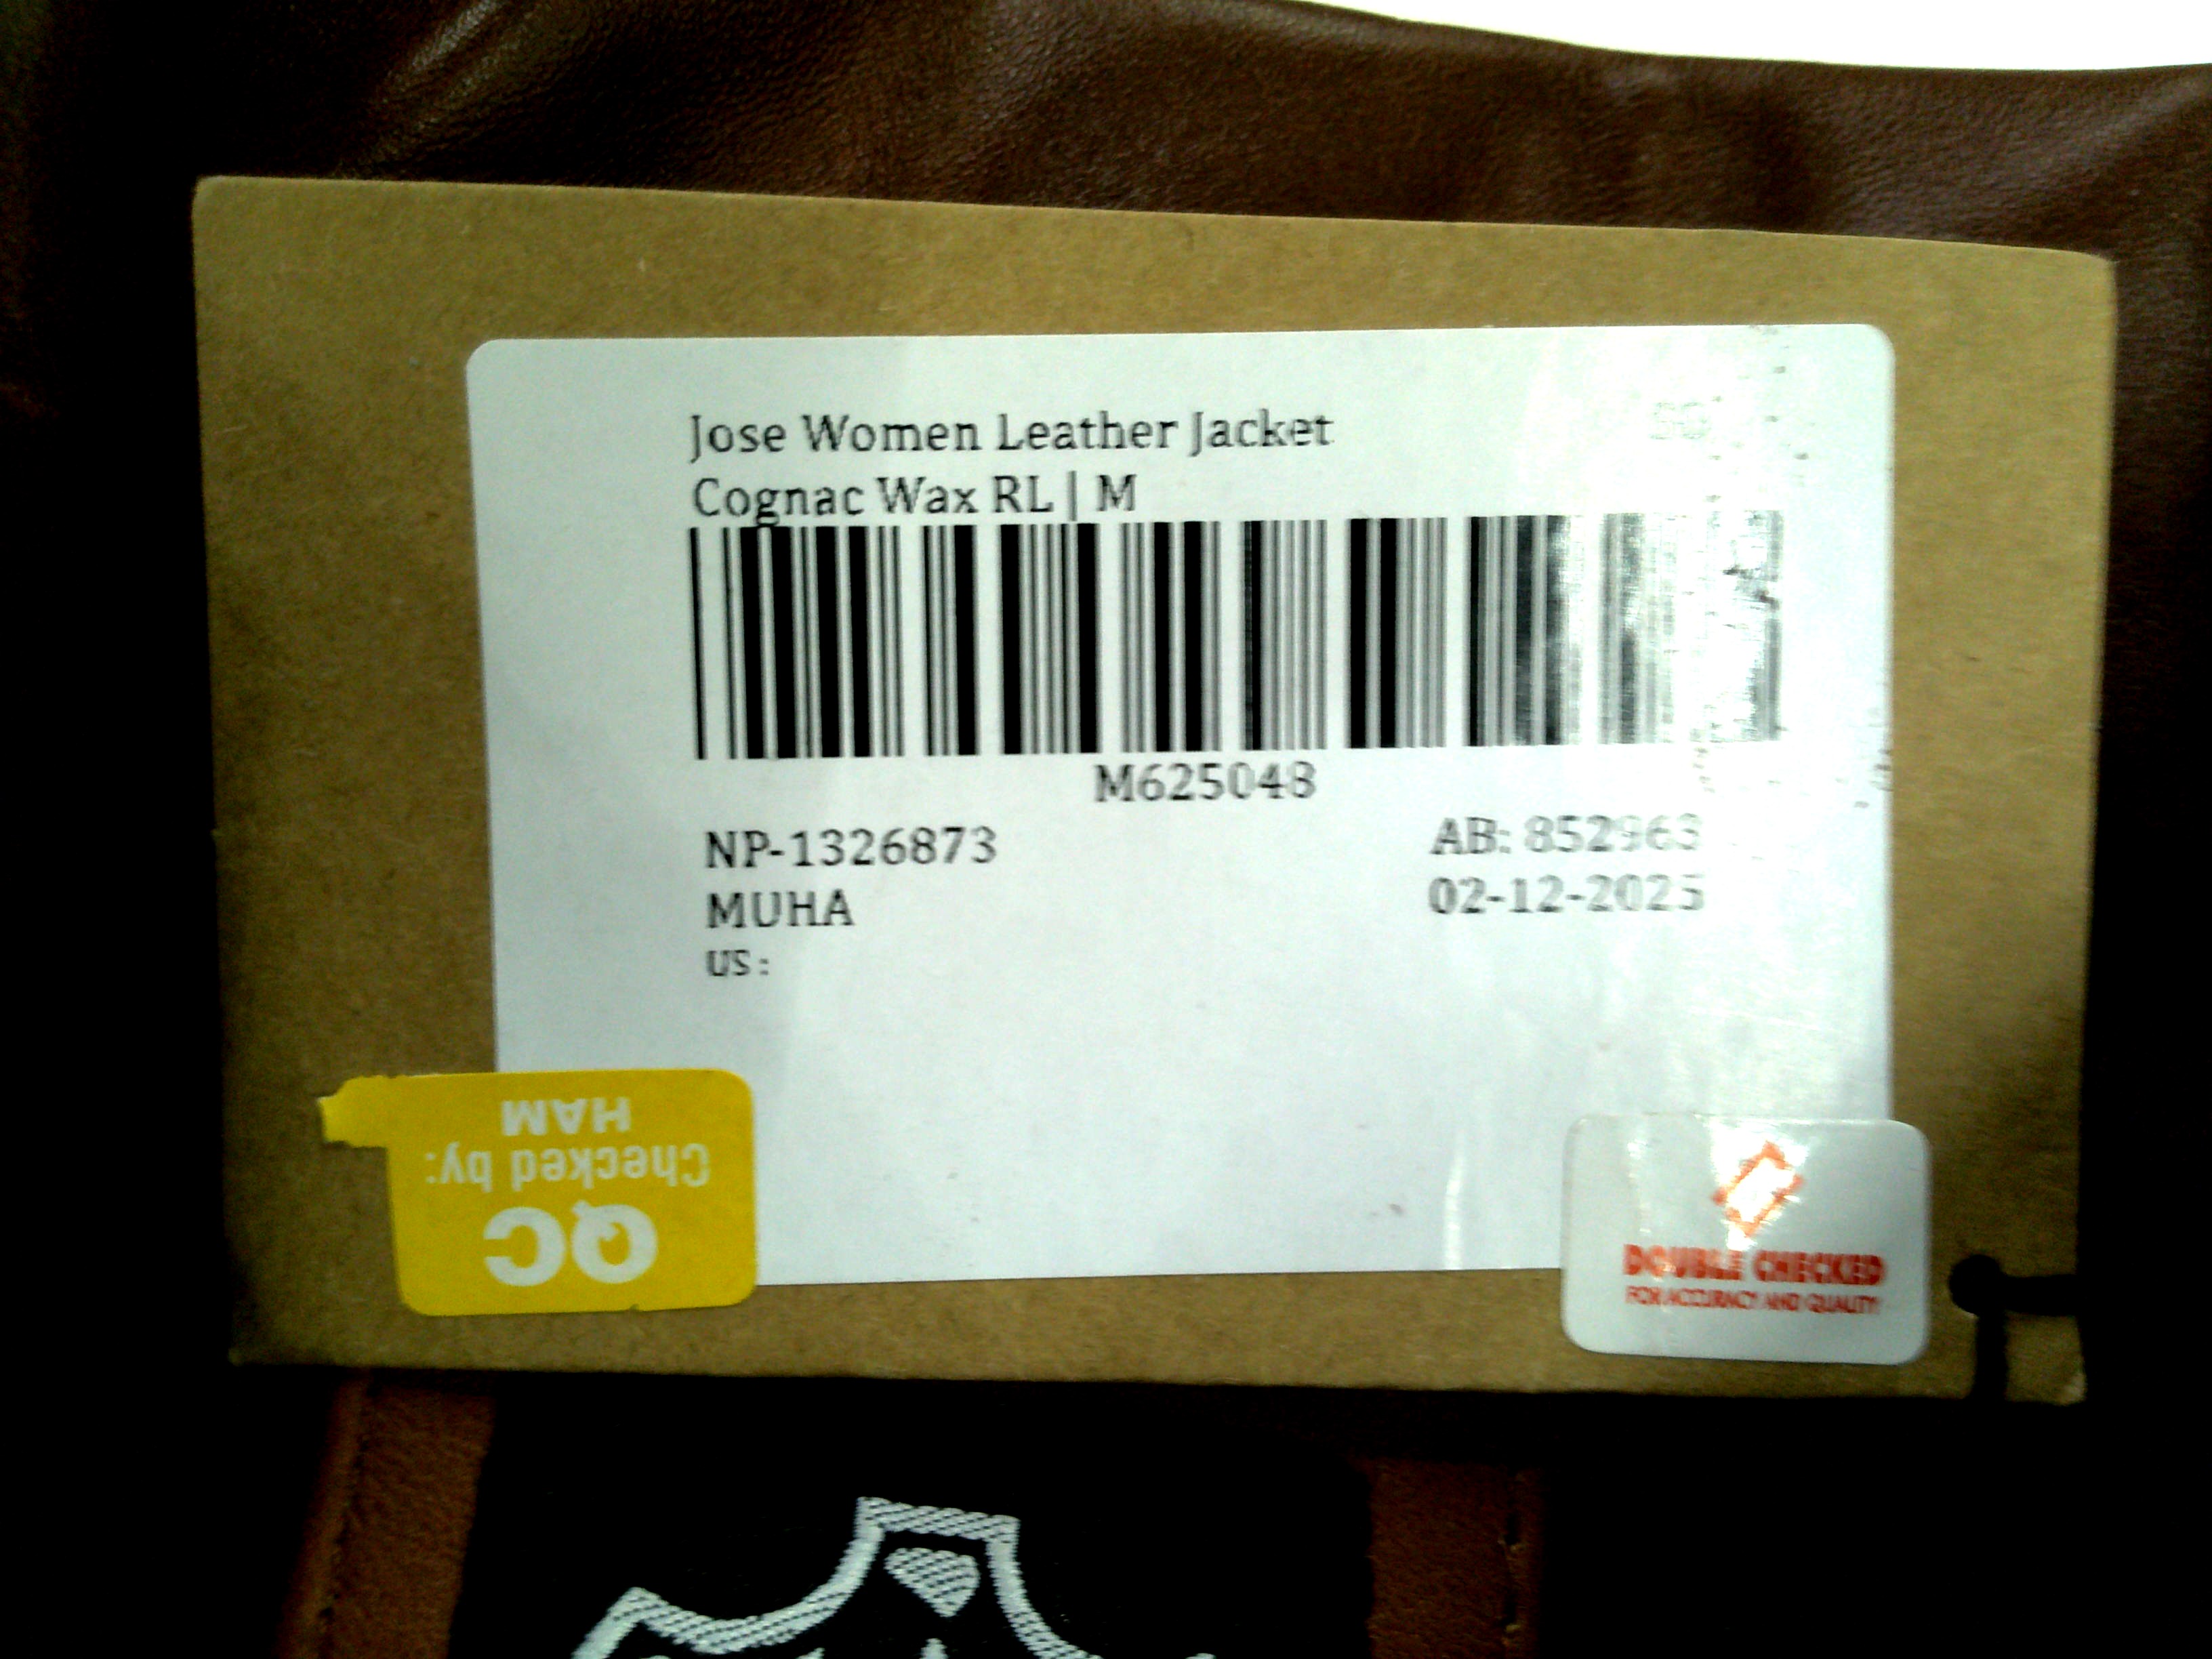 Jose Women Leather Jacket
SG
Cognac Wax RL | M
M625048
NP-1326873
AB: 852963
MUHA
02-12-2025
US :
QC
Checked by:
HAM
DOUBLE CHECKED
FOR ACCURACY AND QUALITY